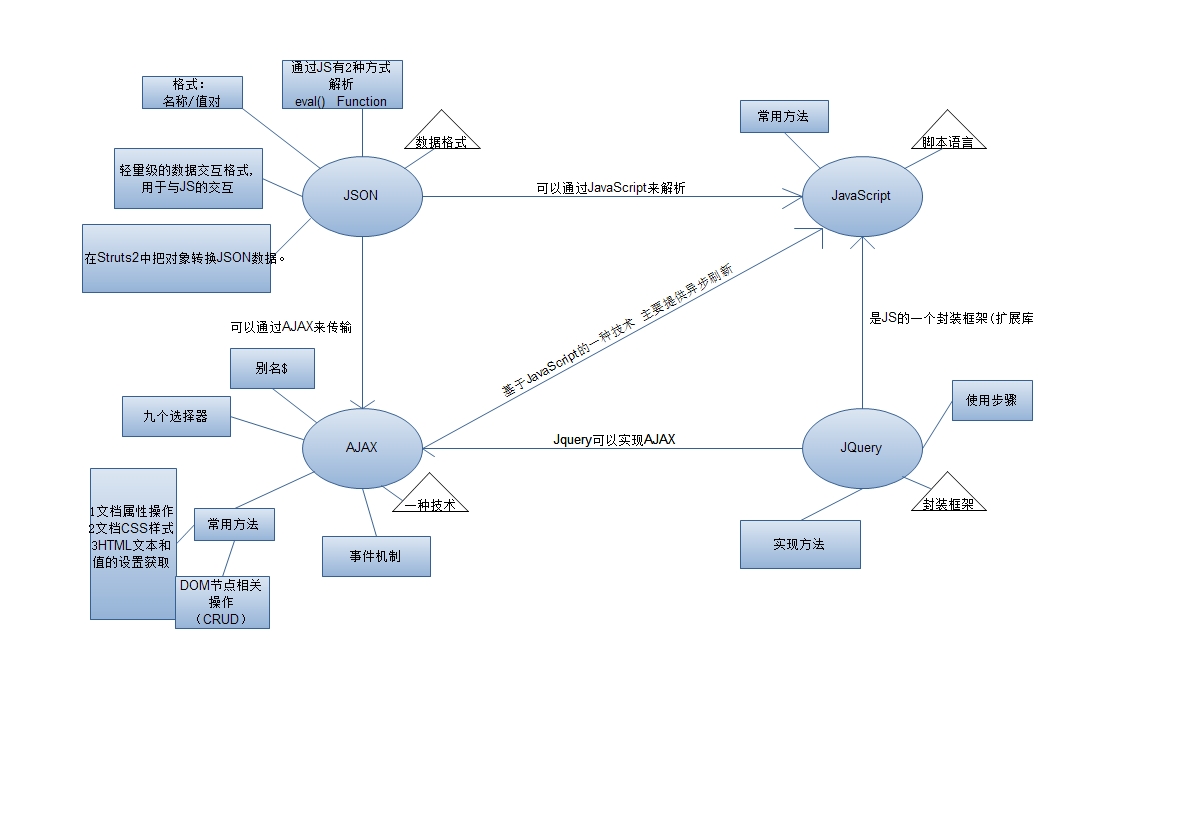 通过JS有2种方式
解析
eval() Function
格式：
名称/值对
常用方法
数据格式
脚本语言
轻量级的数据交互格式,
用于与JS的交互
JSON
可以通过JavaScript来解析
JavaScript
在Struts2中把对象转换JSON数据。
基于JavaScript的一种技术 主要提供异步刷新
可以通过AJAX来传输
是JS的一个封装框架(扩展库
别名$
九个选择器
使用步骤
AJAX
Jquery可以实现AJAX
JQuery
一种技术
封装框架
1文档属性操作
2文档CSS样式
3HTML文本和
值的设置获取
常用方法
事件机制
实现方法
DOM节点相关
操作
（CRUD）